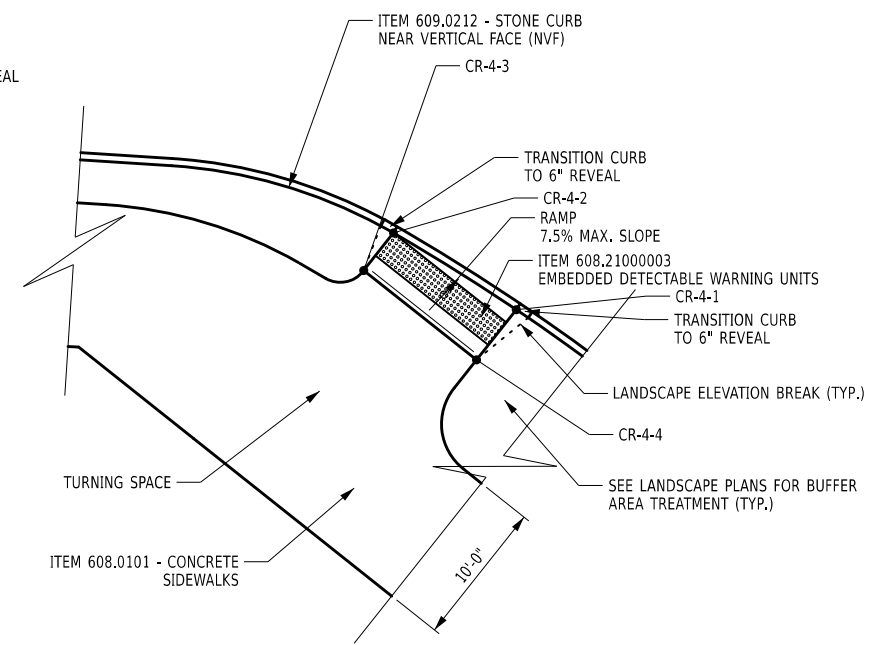 ITEM 609.0212 - STONE CURB
NEAR VERTICAL FACE (NVF)
CR-4-3
EAL
TRANSITION CURB
TO 6" REVEAL
CR-4-2
RAMP
7.5% MAX. SLOPE
ITEM 608.21000003
EMBEDDED DETECTABLE WARNING UNITS
CR-4-1
TRANSITION CURB
TO 6" REVEAL
LANDSCAPE ELEVATION BREAK (TYP.)
CR-4-4
TURNING SPACE
SEE LANDSCAPE PLANS FOR BUFFER
AREA TREATMENT (TYP.)
ITEM 608.0101 - CONCRETE
SIDEWALKS
10'-0"